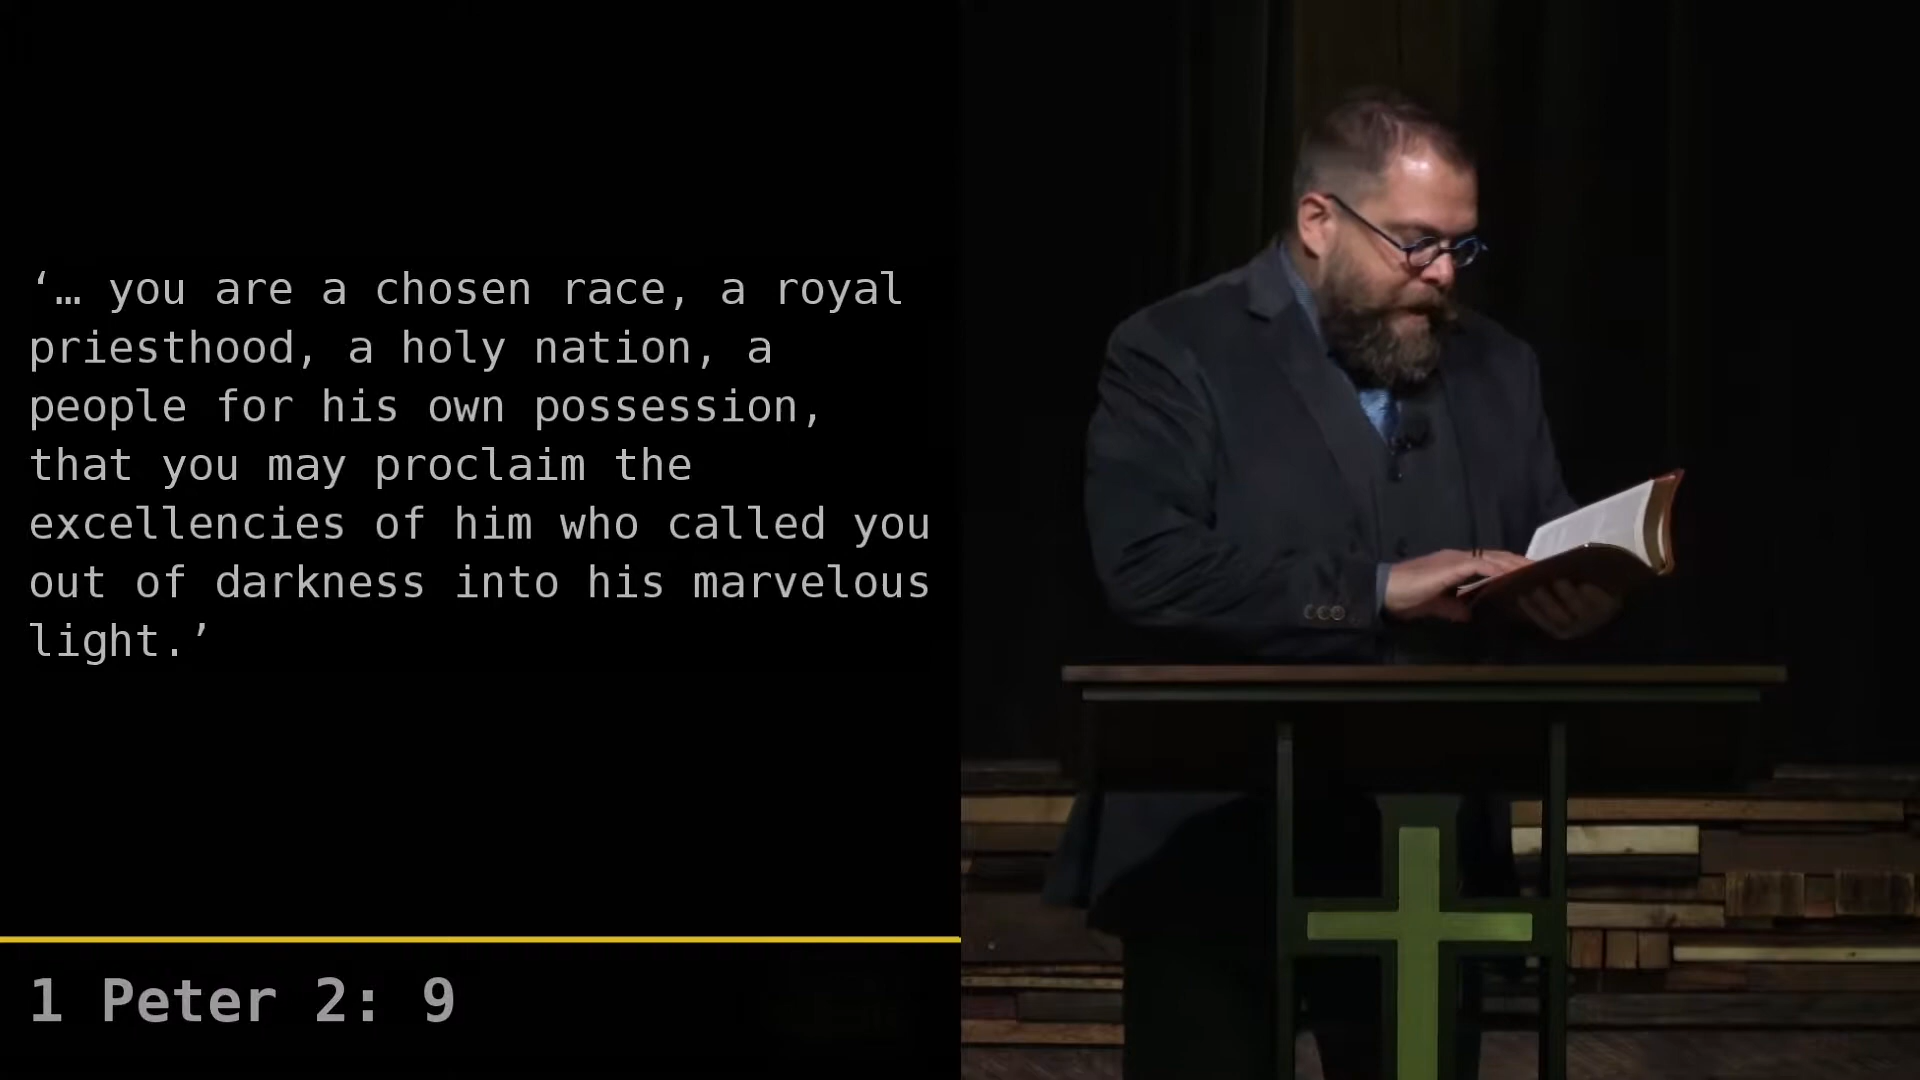 ‘… you are a chosen race, a royal
priesthood, a holy nation, a
people for his own possession,
that you may proclaim the
excellencies of him who called you
out of darkness into his marvelous
light.’
1 Peter 2: 9